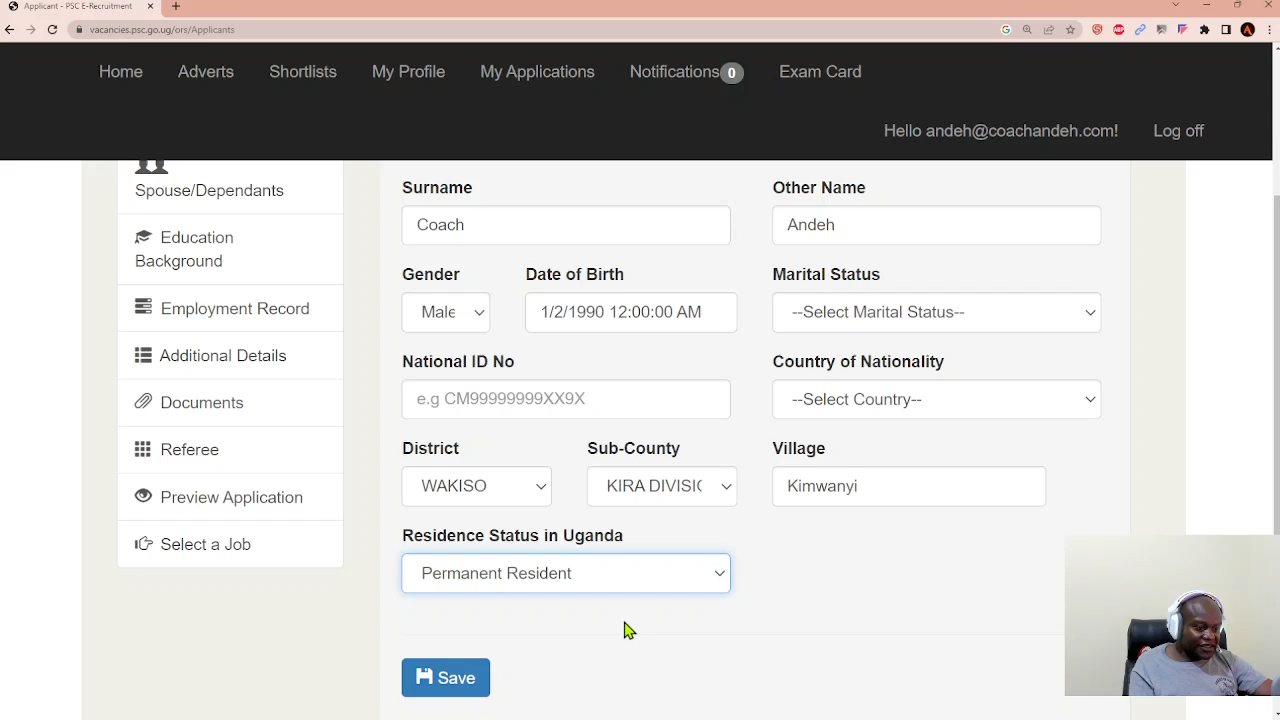 Applicant - PSC E-Recruitment
vacancies.psc.go.ug/ors/Applicants
Home Adverts Shortlists My Profile My Applications Notifications 0 Exam Card
Hello andeh@coachandeh.com! Log off
Spouse/Dependants
Education
Background
Employment Record
Additional Details
Documents
Referee
Preview Application
Select a Job
Surname Other Name
Coach Andeh
Gender Date of Birth Marital Status
Male 1/2/1990 12:00:00 AM --Select Marital Status--
National ID No Country of Nationality
e.g CM99999999XX9X --Select Country--
District Sub-County Village
WAKISO KIRA DIVISIO Kimwanyi
Residence Status in Uganda
Permanent Resident
Save